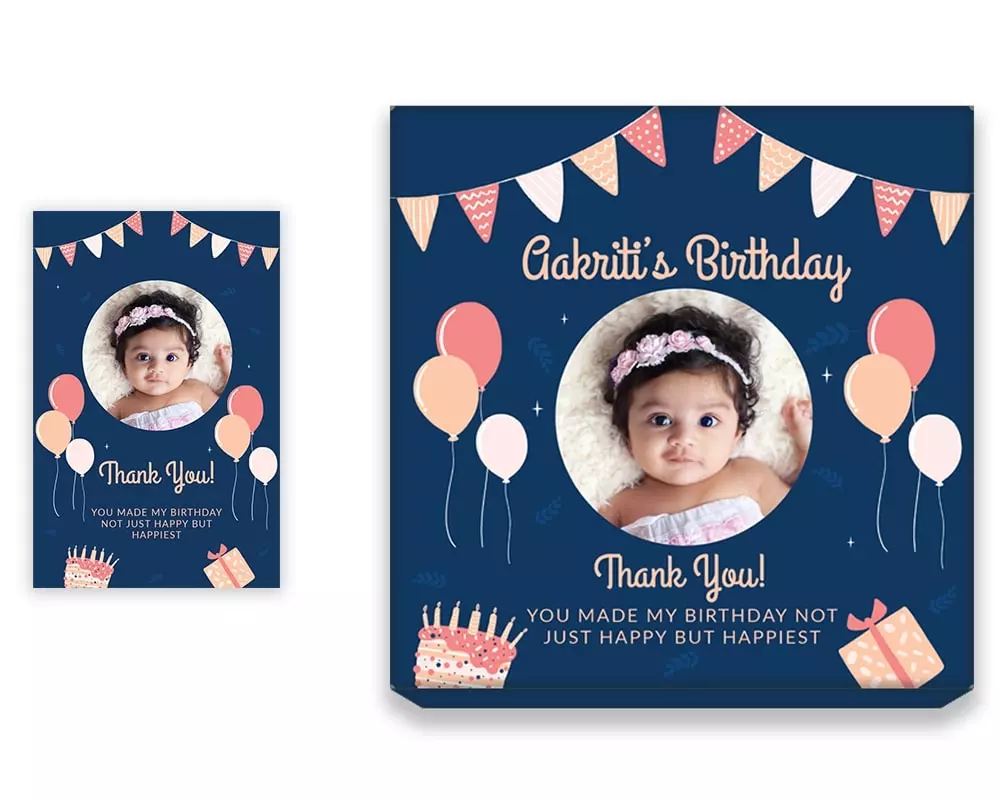 Thank You!
YOU MADE MY BIRTHDAY
NOT JUST HAPPY BUT
HAPPIEST
Aakriti's Birthday
Thank You!
YOU MADE MY BIRTHDAY NOT
JUST HAPPY BUT HAPPIEST